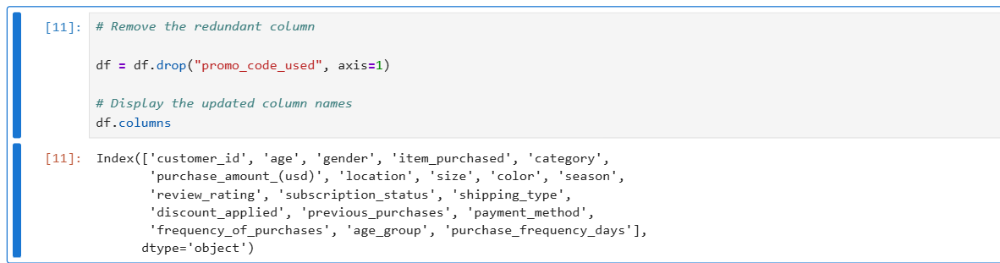 [11]: # Remove the redundant column
df = df.drop("promo_code_used", axis=1)
# Display the updated column names
df.columns
[11]: Index(['customer_id', 'age', 'gender', 'item_purchased', 'category',
'purchase_amount_(usd)', 'location', 'size', 'color', 'season',
'review_rating', 'subscription_status', 'shipping_type',
'discount_applied', 'previous_purchases', 'payment_method',
'frequency_of_purchases', 'age_group', 'purchase_frequency_days'],
dtype='object')